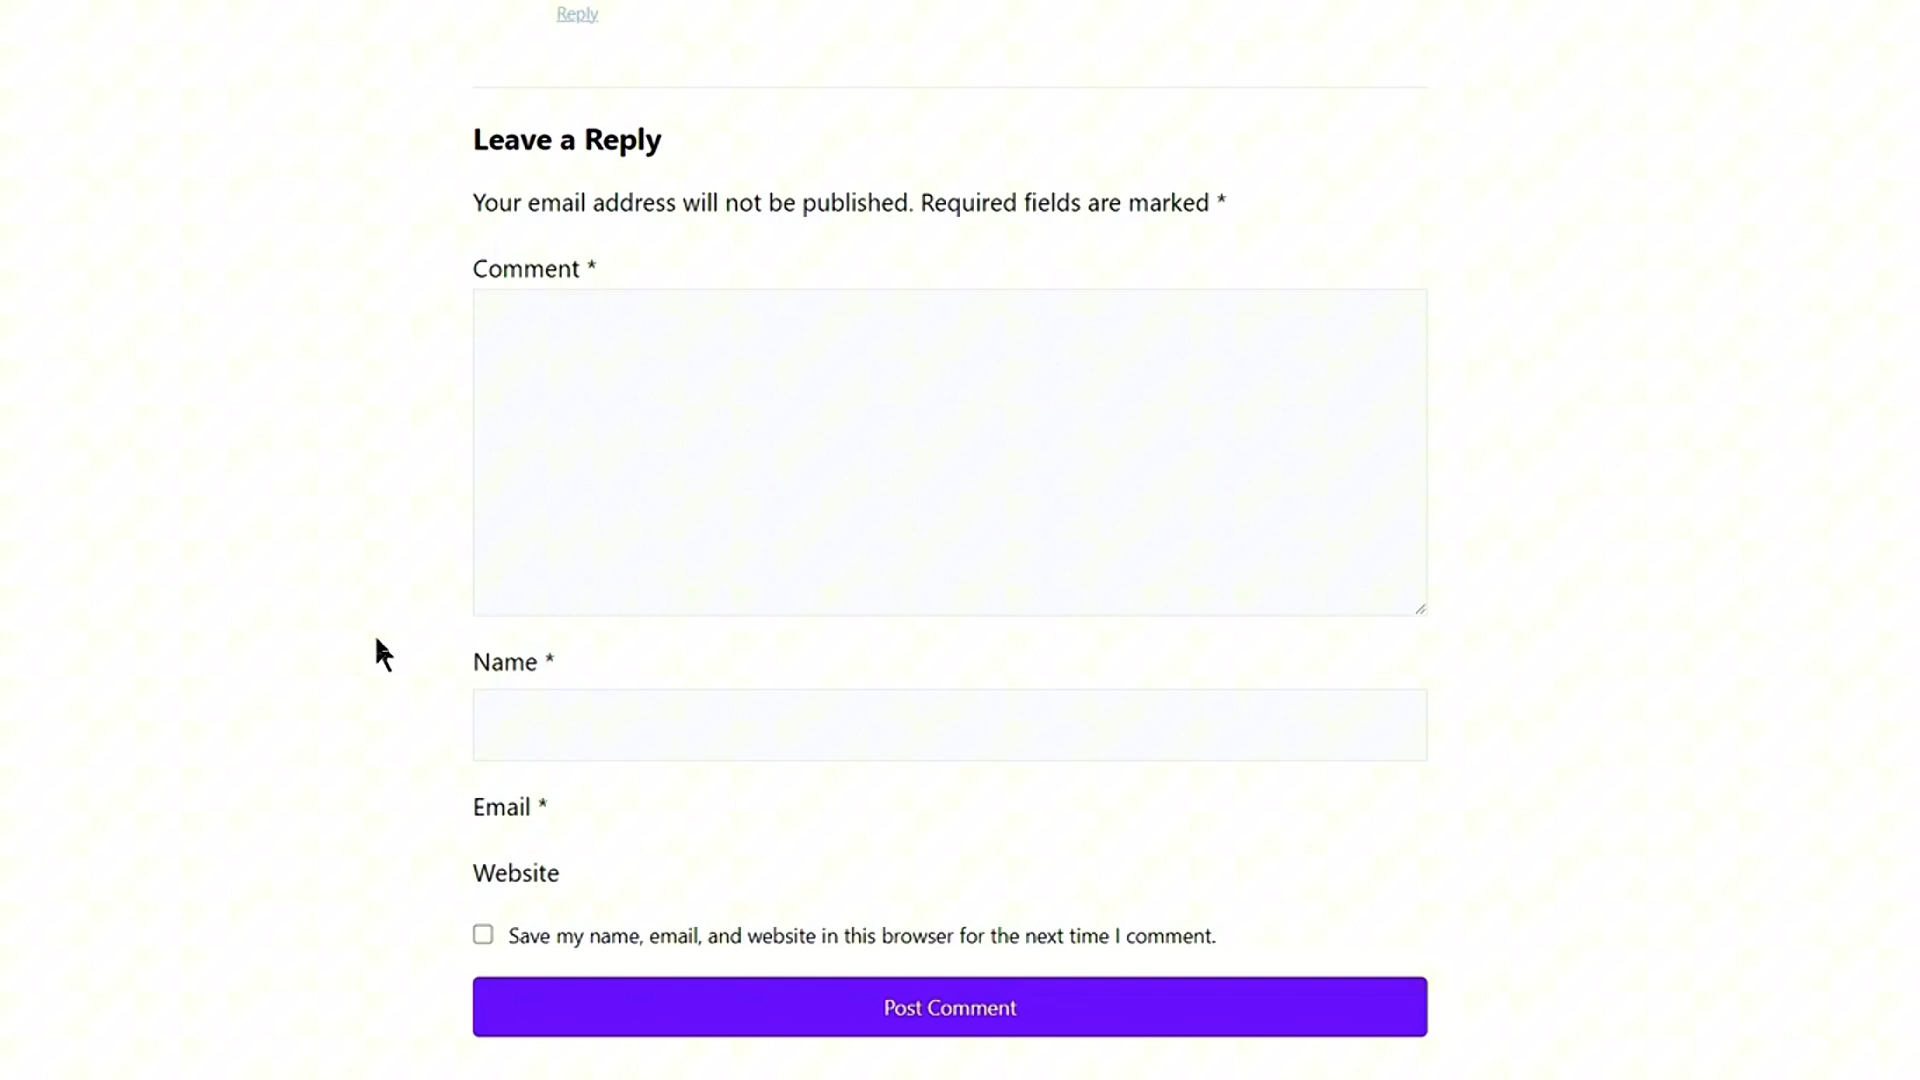 Reply
Leave a Reply
Your email address will not be published. Required fields are marked *
Comment *
Name *
Email *
Website
Save my name, email, and website in this browser for the next time I comment.
Post Comment